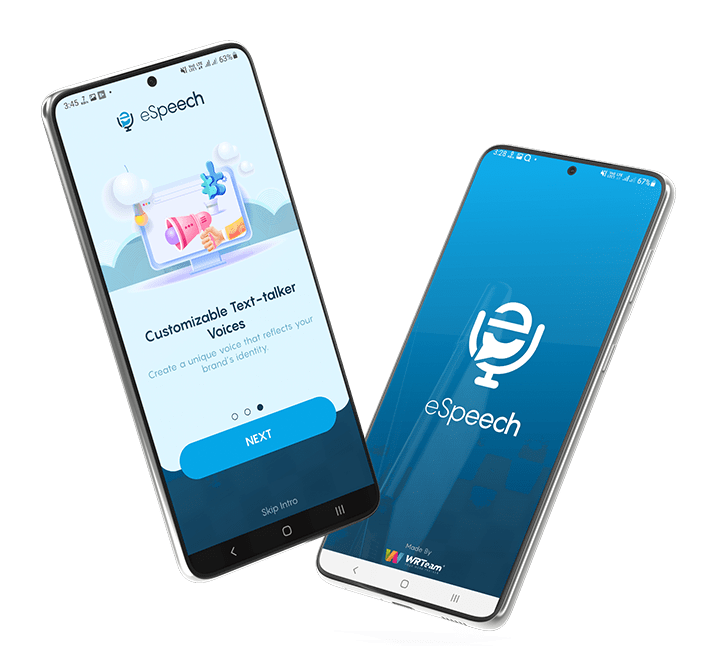 3:45
63%
eSpeech
Customizable Text-talker
Voices
Create a unique voice that reflects your
brand's identity.
NEXT
Skip Intro
3:28
67%
eSpeech
Made By
WRTeam